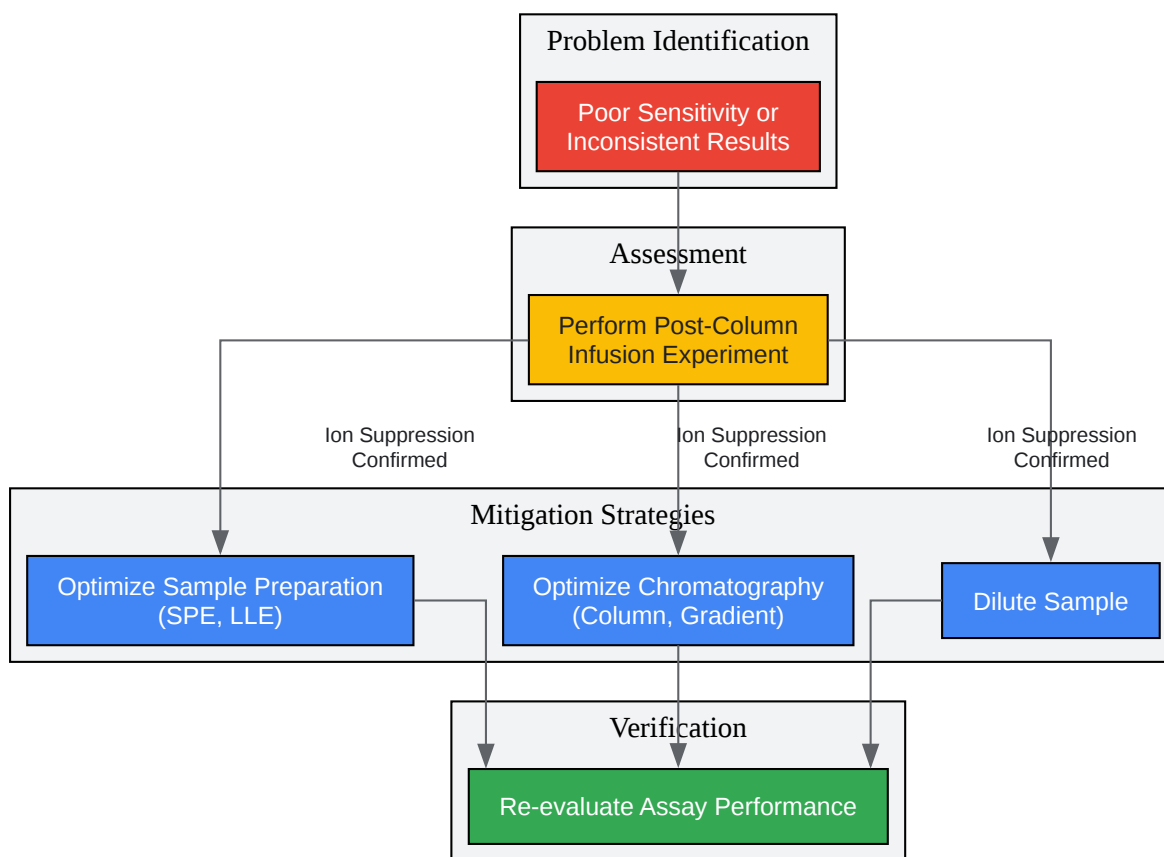 Problem Identification
Poor Sensitivity or
Inconsistent Results
Assessment
Perform Post-Column
Infusion Experiment
Ion Suppression
Confirmed
Ion Suppression
Confirmed
Ion Suppression
Confirmed
Mitigation Strategies
Optimize Sample Preparation
(SPE, LLE)
Optimize Chromatography
(Column, Gradient)
Dilute Sample
Verification
Re-evaluate Assay Performance